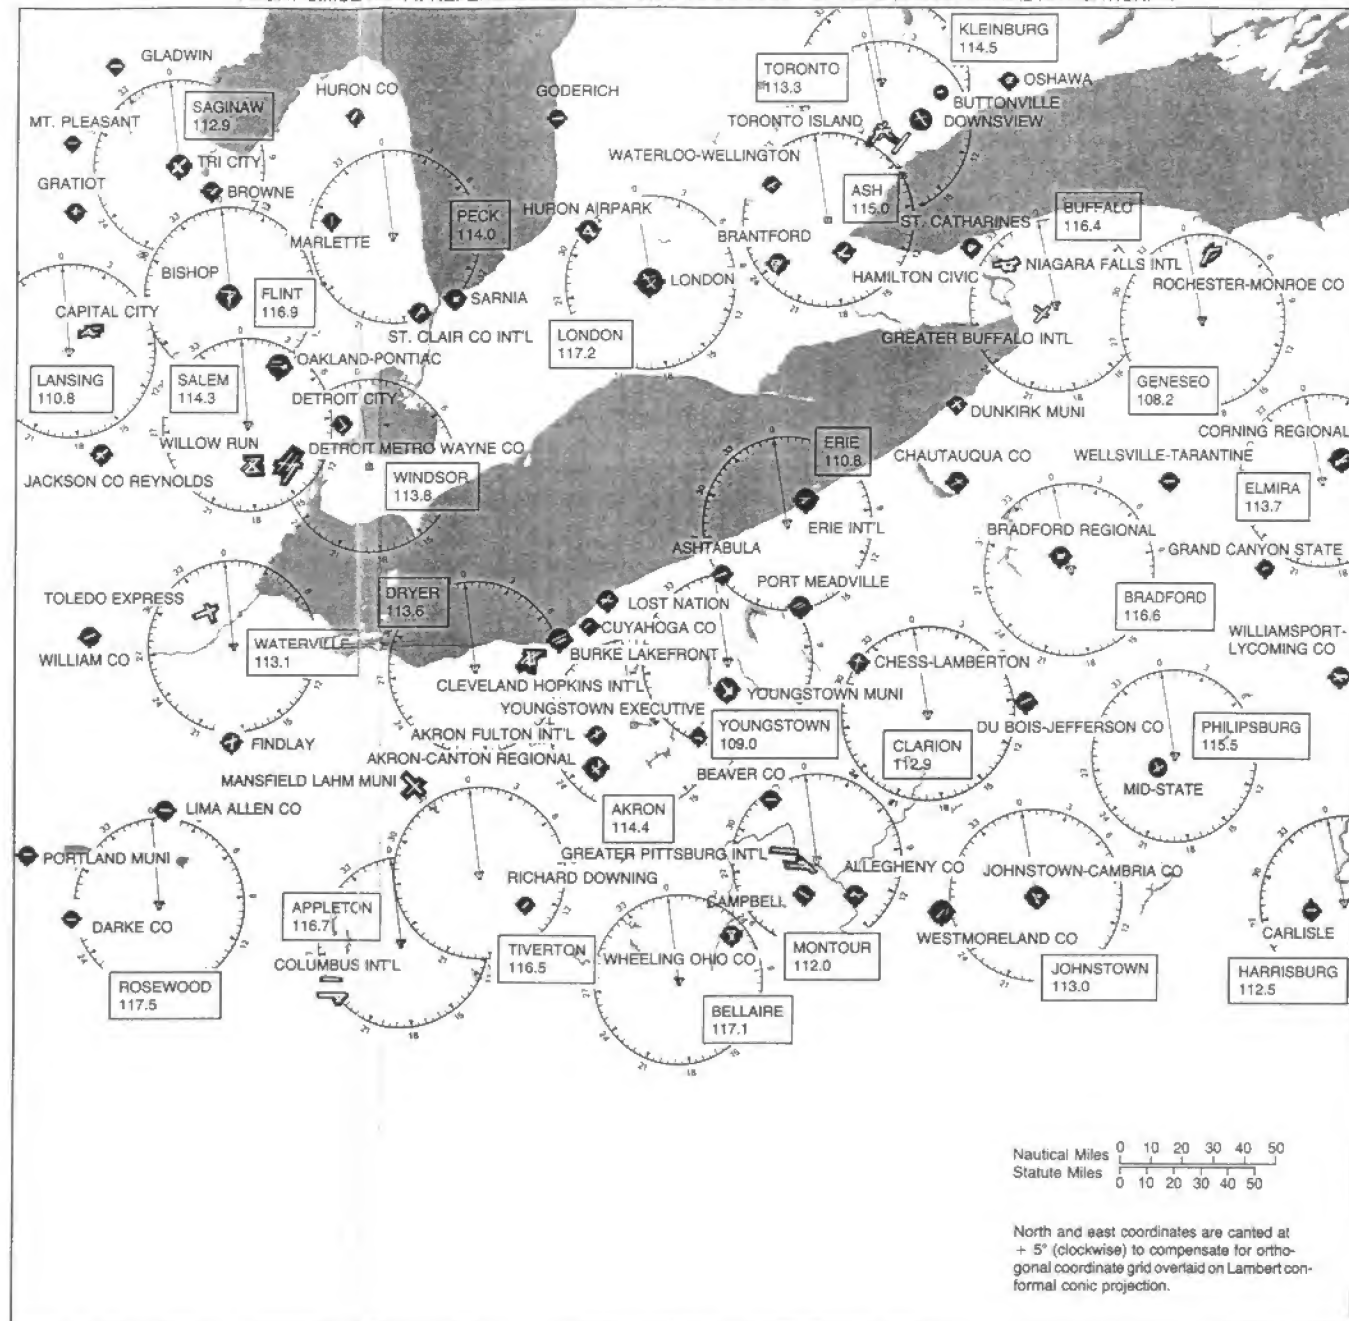 KLEINBURG
114.5
GLADWIN
TORONTO
113.3
OSHAWA
SAGINAW
112.9
HURON CO
GODERICH
BUTTONVILLE
DOWNSVIEW
MT. PLEASANT
TORONTO ISLAND
WATERLOO-WELLINGTON
TRI CITY
GRATIOT
BROWNE
ASH
115.0
PECK
114.0
HURON AIRPARK
ST. CATHARINES
BUFFALO
116.4
MARLETTE
BRANTFORD
BISHOP
HAMILTON CIVIC
NIAGARA FALLS INTL
ROCHESTER-MONROE CO
FLINT
116.9
SARNIA
LONDON
CAPITAL CITY
ST. CLAIR CO INT'L
LONDON
117.2
GREATER BUFFALO INTL
OAKLAND-PONTIAC
LANSING
110.8
SALEM
114.3
GENESEO
108.2
DETROIT CITY
DUNKIRK MUNI
WILLOW RUN
DETROIT METRO WAYNE CO
ERIE
110.8
CORNING REGIONAL
CHAUTAUQUA CO
WELLSVILLE-TARANTINE
JACKSON CO REYNOLDS
WINDSOR
113.8
ELMIRA
113.7
ERIE INT'L
BRADFORD REGIONAL
ASHTABULA
GRAND CANYON STATE
PORT MEADVILLE
DRYER
113.6
BRADFORD
116.6
TOLEDO EXPRESS
LOST NATION
CUYAHOGA CO
WILLIAMSPORT-
LYCOMING CO
WATERVILLE
113.1
BURKE LAKEFRONT
WILLIAM CO
CHESS-LAMBERTON
CLEVELAND HOPKINS INT'L
YOUNGSTOWN MUNI
YOUNGSTOWN EXECUTIVE
DU BOIS-JEFFERSON CO
YOUNGSTOWN
109.0
PHILIPSBURG
115.5
AKRON FULTON INT'L
FINDLAY
CLARION
112.9
AKRON-CANTON REGIONAL
MANSFIELD LAHM MUNI
BEAVER CO
MID-STATE
LIMA ALLEN CO
AKRON
114.4
PORTLAND MUNI
GREATER PITTSBURG INT'L
ALLEGHENY CO
JOHNSTOWN-CAMBRIA CO
RICHARD DOWNING
CAMPBELL
APPLETON
116.7
DARKE CO
WESTMORELAND CO
CARLISLE
TIVERTON
116.5
WHEELING OHIO CO
MONTOUR
112.0
COLUMBUS INT'L
JOHNSTOWN
113.0
HARRISBURG
112.5
ROSEWOOD
117.5
BELLAIRE
117.1
Nautical Miles 0 10 20 30 40 50
Statute Miles 0 10 20 30 40 50
North and east coordinates are canted at
+ 5° (clockwise) to compensate for ortho-
gonal coordinate grid overlaid on Lambert con-
formal conic projection.